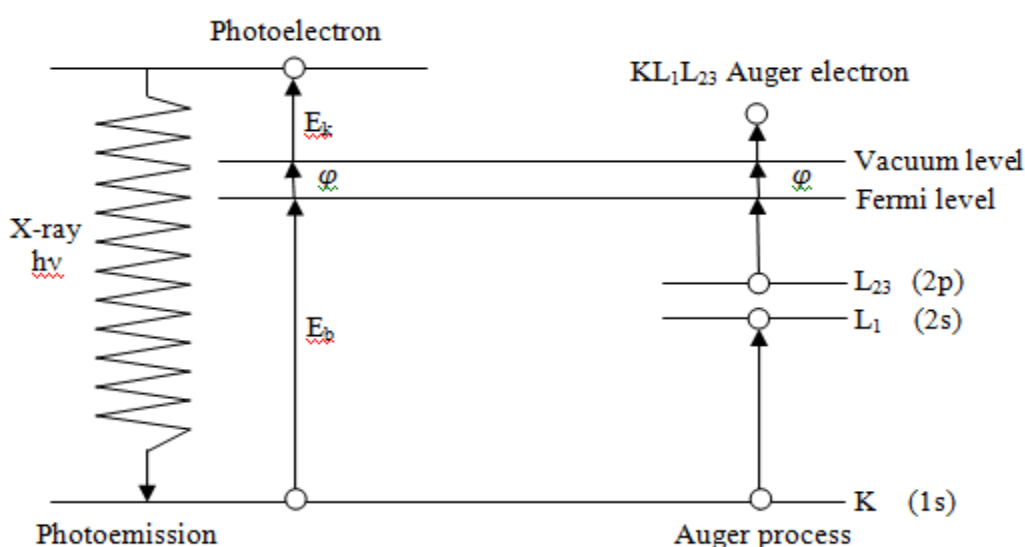 Photoelectron
KL₁L₂₃ Auger electron
Eₖ
Vacuum level
φ
φ
Fermi level
X-ray
hν
L₂₃ (2p)
L₁ (2s)
E_b
K (1s)
Photoemission
Auger process